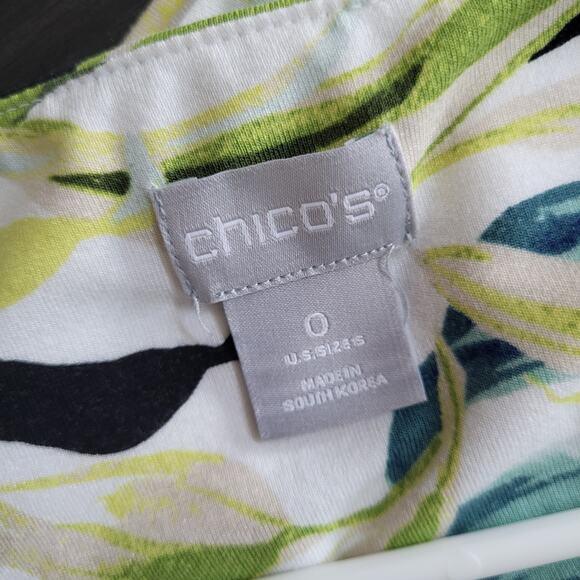 chico's®
0
U.S. SIZE: S
MADE IN
SOUTH KOREA